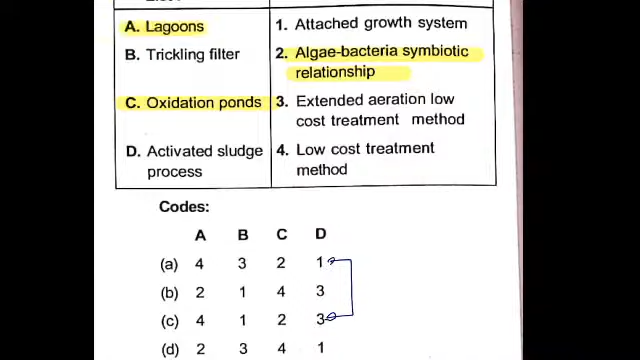 A. Lagoons 1. Attached growth system
B. Trickling filter 2. Algae-bacteria symbiotic
relationship
C. Oxidation ponds 3. Extended aeration low
cost treatment method
D. Activated sludge 4. Low cost treatment
process method
Codes:
A B C D
(a) 4 3 2 1
(b) 2 1 4 3
(c) 4 1 2 3
(d) 2 3 4 1